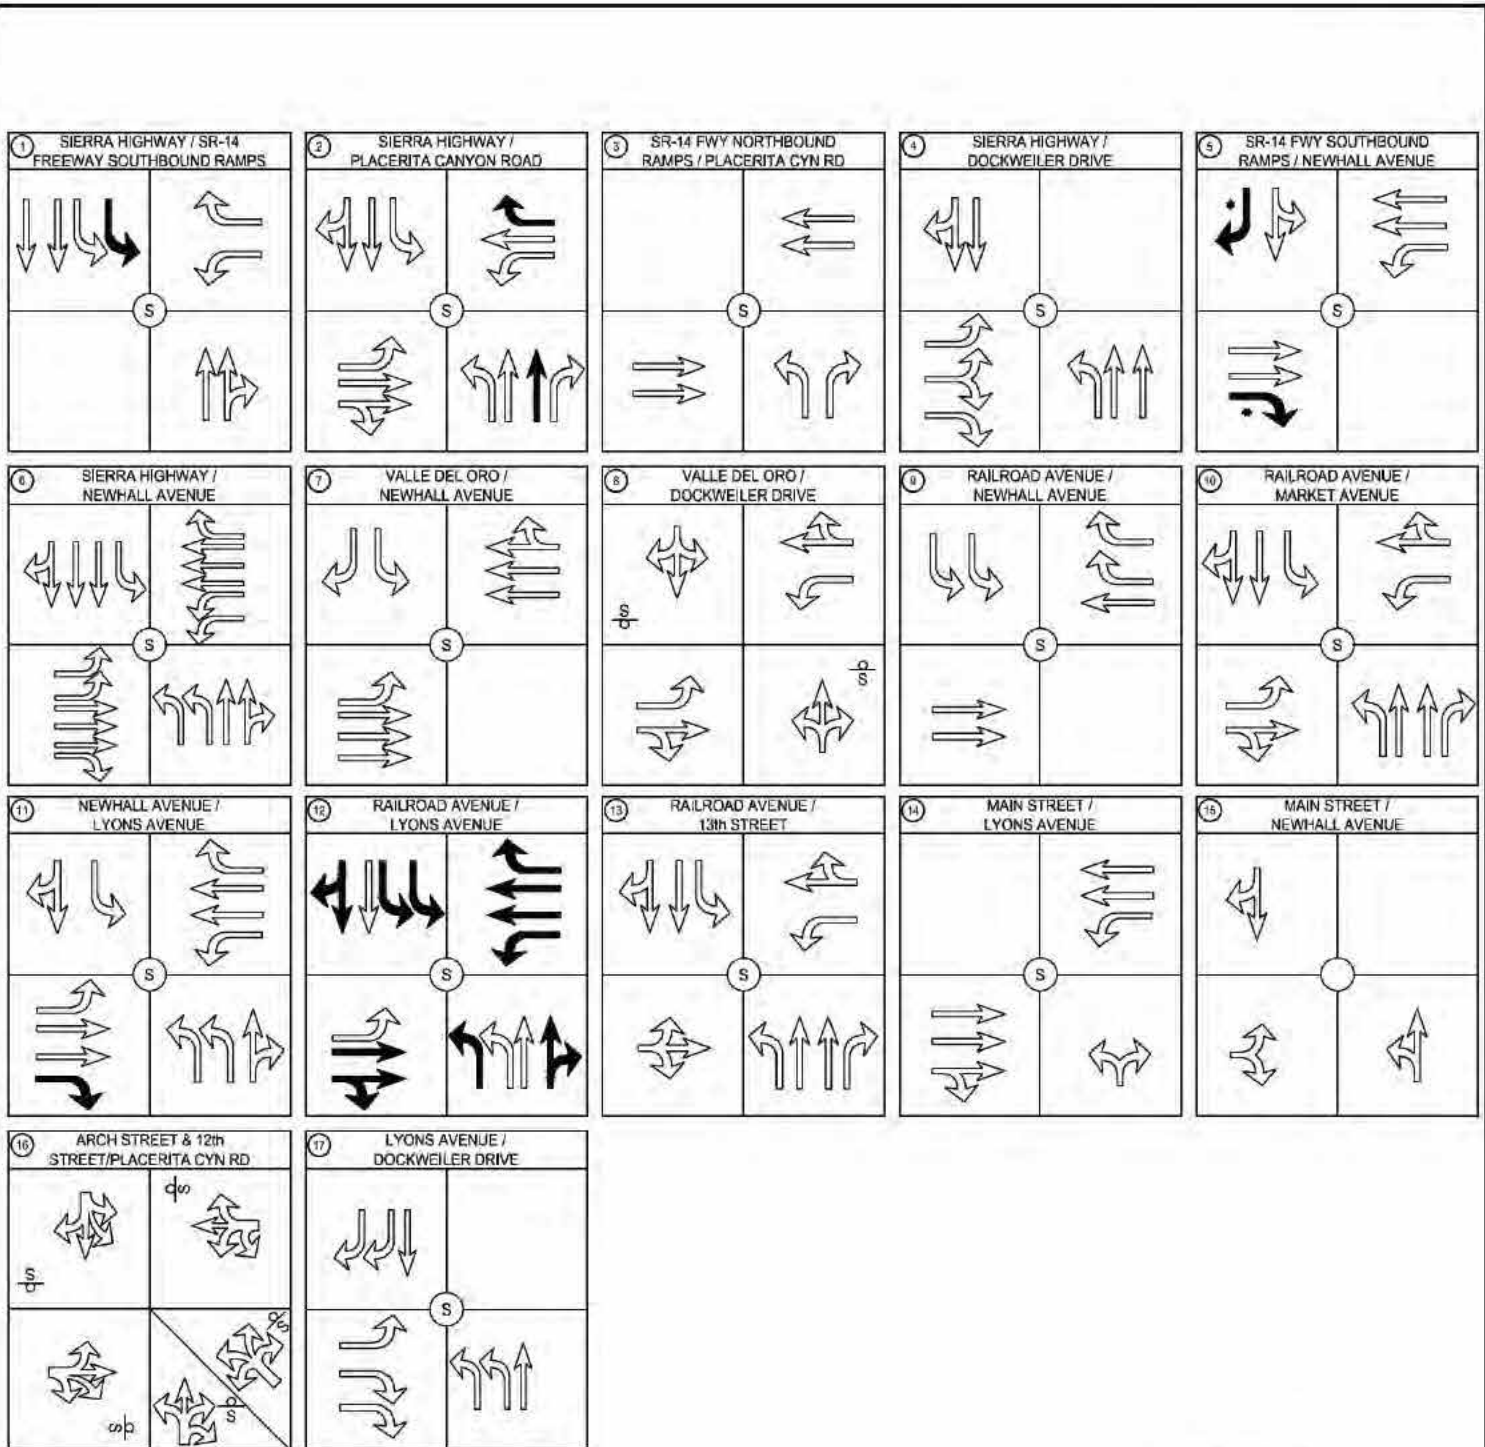 1 SIERRA HIGHWAY / SR-14
FREEWAY SOUTHBOUND RAMPS
S
2 SIERRA HIGHWAY /
PLACERITA CANYON ROAD
S
3 SR-14 FWY NORTHBOUND
RAMPS / PLACERITA CYN RD
S
4 SIERRA HIGHWAY /
DOCKWEILER DRIVE
S
5 SR-14 FWY SOUTHBOUND
RAMPS / NEWHALL AVENUE
*
S
*
6 SIERRA HIGHWAY /
NEWHALL AVENUE
S
7 VALLE DEL ORO /
NEWHALL AVENUE
S
8 VALLE DEL ORO /
DOCKWEILER DRIVE
S
S
9 RAILROAD AVENUE /
NEWHALL AVENUE
S
10 RAILROAD AVENUE /
MARKET AVENUE
S
11 NEWHALL AVENUE /
LYONS AVENUE
S
12 RAILROAD AVENUE /
LYONS AVENUE
S
13 RAILROAD AVENUE /
13th STREET
S
14 MAIN STREET /
LYONS AVENUE
S
15 MAIN STREET /
NEWHALL AVENUE
16 ARCH STREET & 12th
STREET/PLACERITA CYN RD
S
S
S
S
S
17 LYONS AVENUE /
DOCKWEILER DRIVE
S